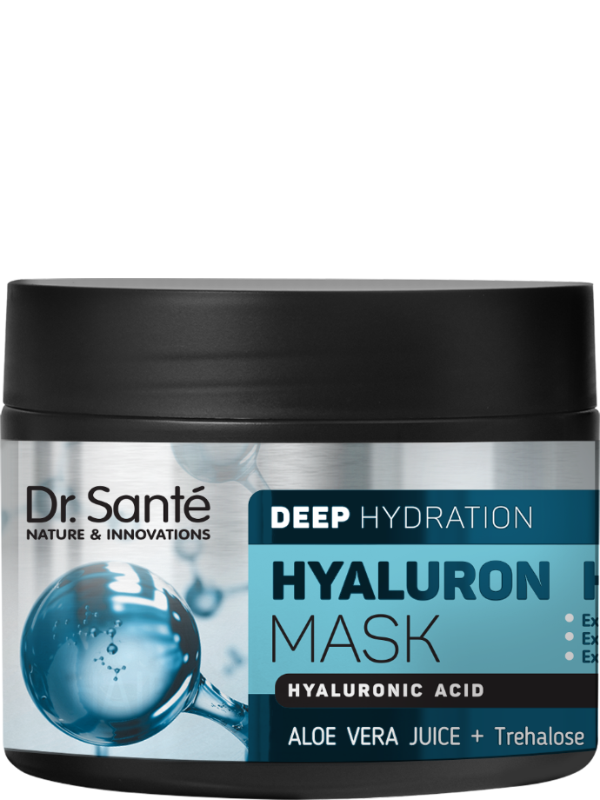 Dr. Santé
NATURE & INNOVATIONS
DEEP HYDRATION
HYALURON
MASK
HYALURONIC ACID
ALOE VERA JUICE + Trehalose